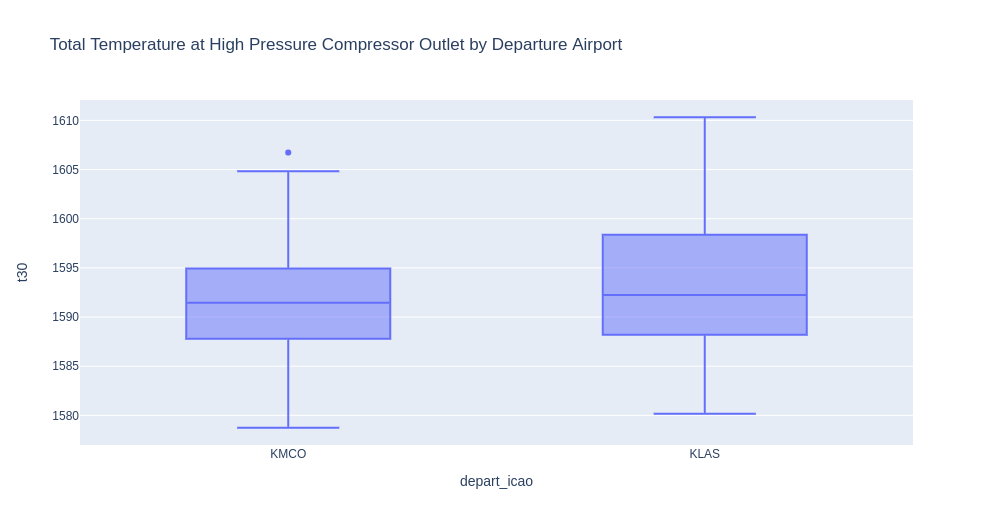 Total Temperature at High Pressure Compressor Outlet by Departure Airport
1610
1605
1600
1595
1590
1585
1580
t30
KMCO KLAS
depart_icao